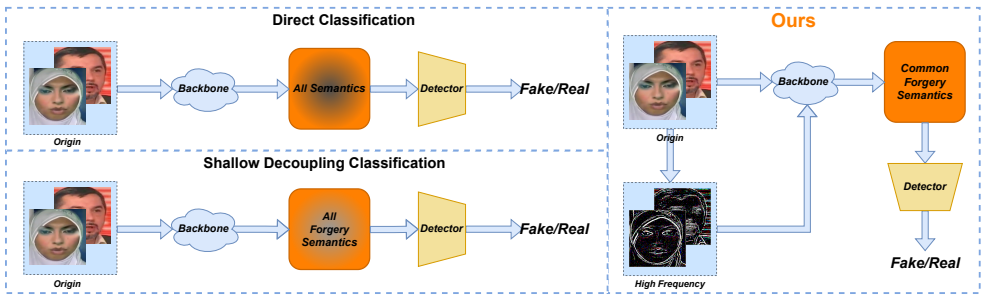 Direct Classification
Origin
Backbone
All Semantics
Detector
Fake/Real
Shallow Decoupling Classification
Origin
Backbone
All
Forgery
Semantics
Detector
Fake/Real
Ours
Origin
Backbone
Common
Forgery
Semantics
High Frequency
Detector
Fake/Real